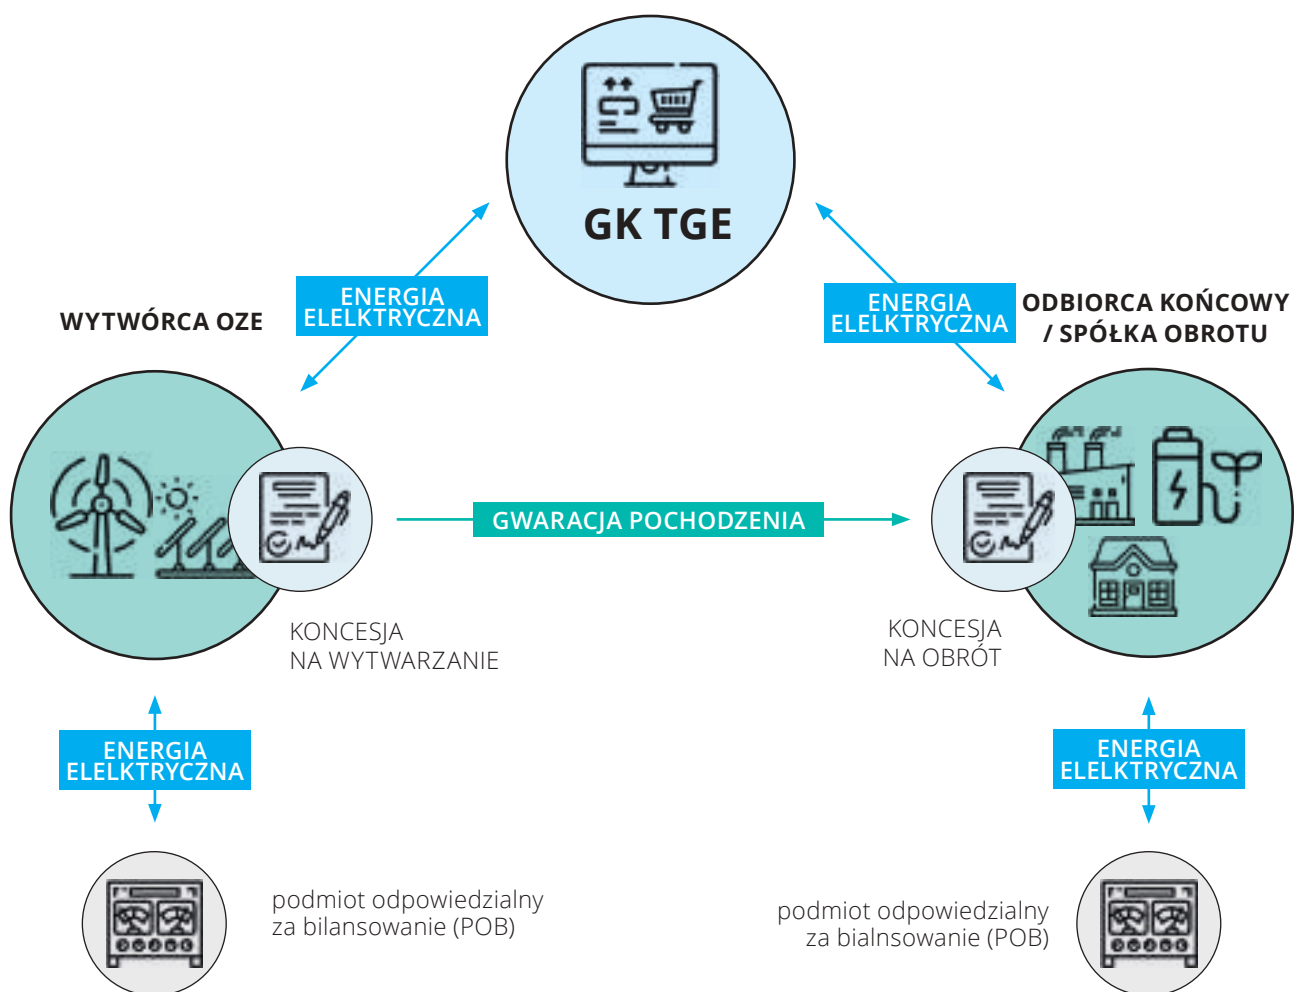 GK TGE
ENERGIA
ELELKTRYCZNA
ENERGIA
ELELKTRYCZNA
WYTWÓRCA OZE
ODBIORCA KOŃCOWY
/ SPÓŁKA OBROTU
GWARACJA POCHODZENIA
KONCESJA
NA WYTWARZANIE
KONCESJA
NA OBRÓT
ENERGIA
ELELKTRYCZNA
ENERGIA
ELELKTRYCZNA
podmiot odpowiedzialny
za bilansowanie (POB)
podmiot odpowiedzialny
za bialnsowanie (POB)